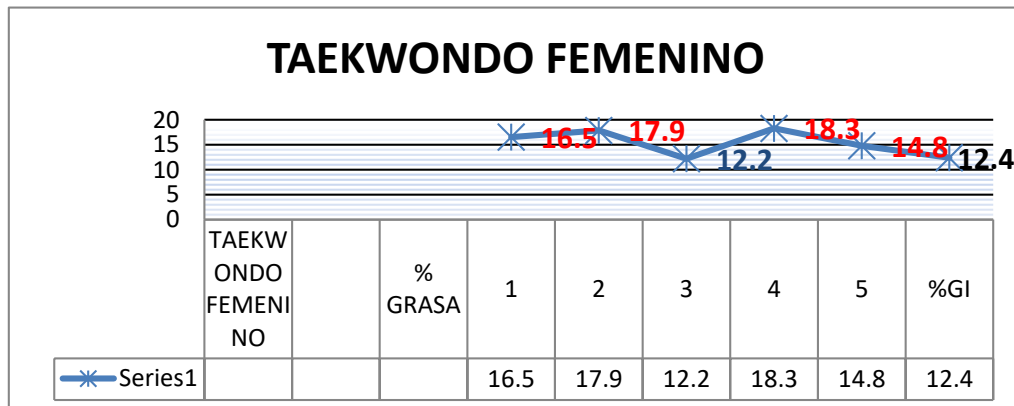 TAEKWONDO FEMENINO
20
15
10
5
0
16.5
17.9
12.2
18.3
14.8
12.4
TAEKW
ONDO
FEMENI
NO
%
GRASA
1
2
3
4
5
%GI
Series1
16.5
17.9
12.2
18.3
14.8
12.4